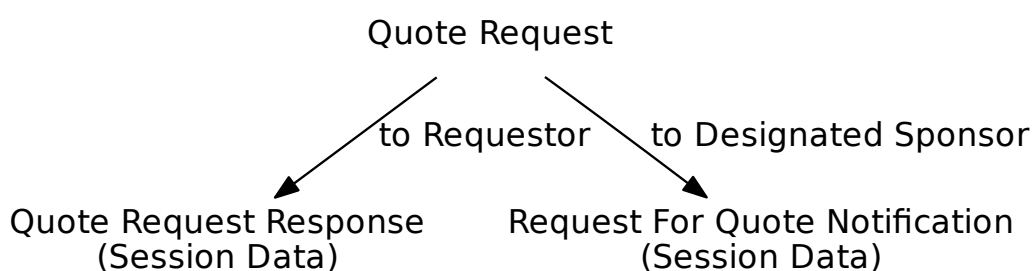 Quote Request
to Requestor
to Designated Sponsor
Quote Request Response
(Session Data)
Request For Quote Notification
(Session Data)